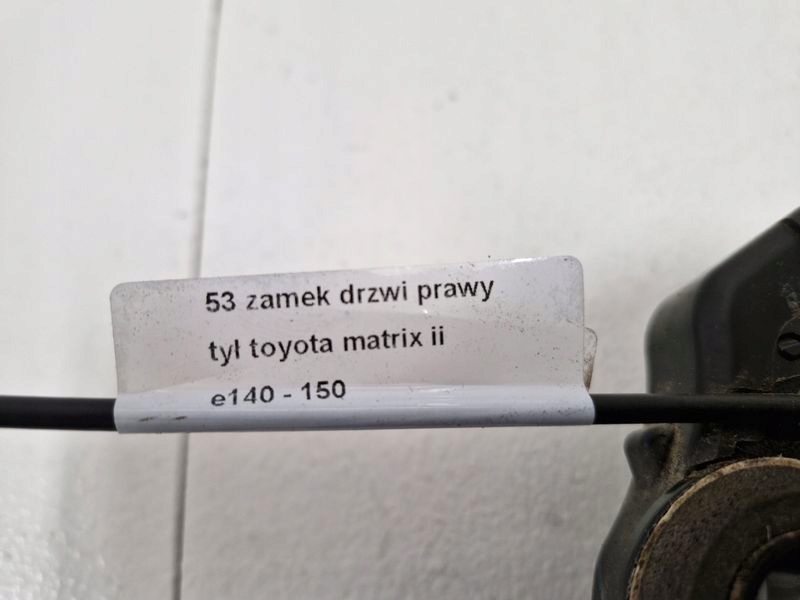 53 zamek drzwi prawy
tył toyota matrix ii
e140 - 150